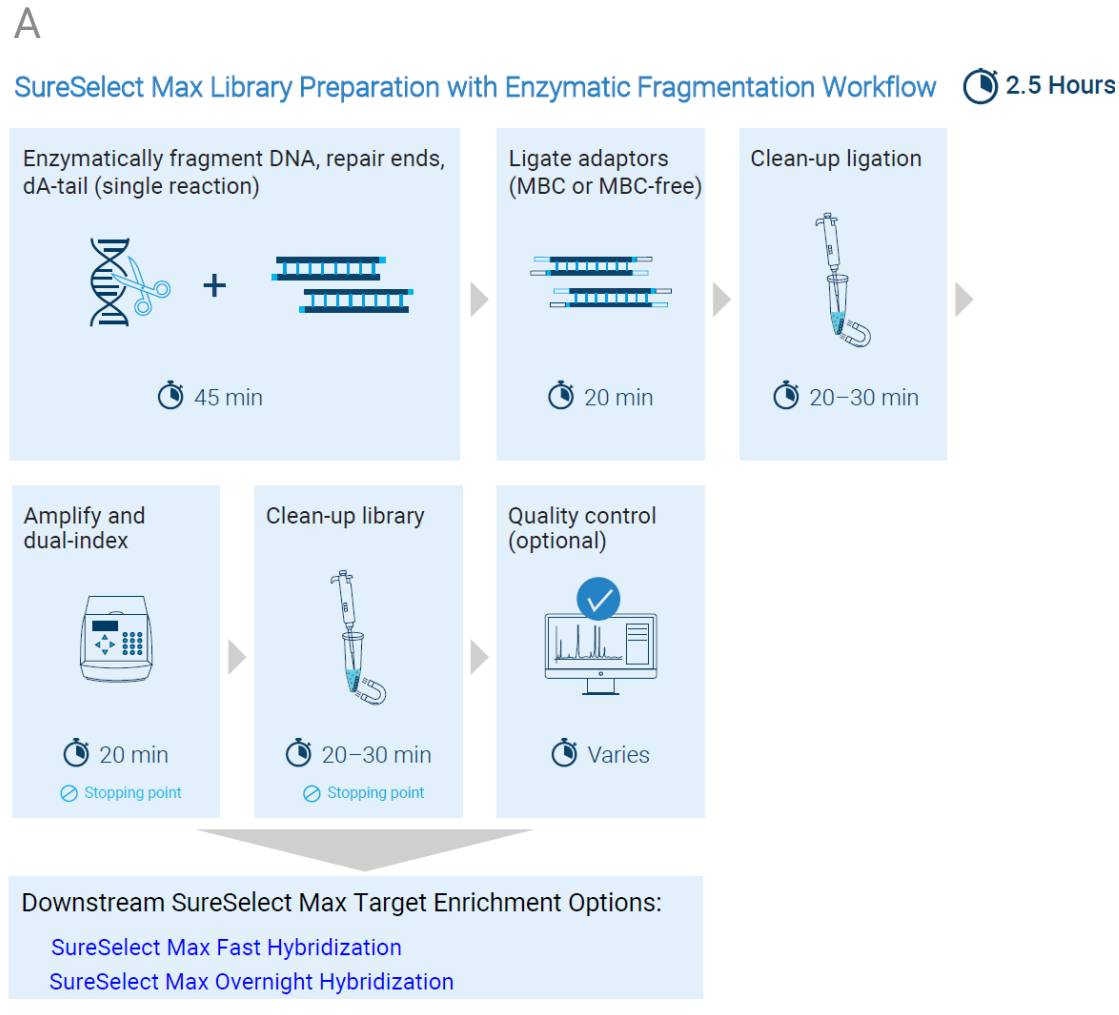 A
SureSelect Max Library Preparation with Enzymatic Fragmentation Workflow
2.5 Hours
Enzymatically fragment DNA, repair ends,
dA-tail (single reaction)
+
45 min
Ligate adaptors
(MBC or MBC-free)
20 min
Clean-up ligation
20–30 min
Amplify and
dual-index
20 min
Stopping point
Clean-up library
20–30 min
Stopping point
Quality control
(optional)
Varies
Downstream SureSelect Max Target Enrichment Options:
SureSelect Max Fast Hybridization
SureSelect Max Overnight Hybridization